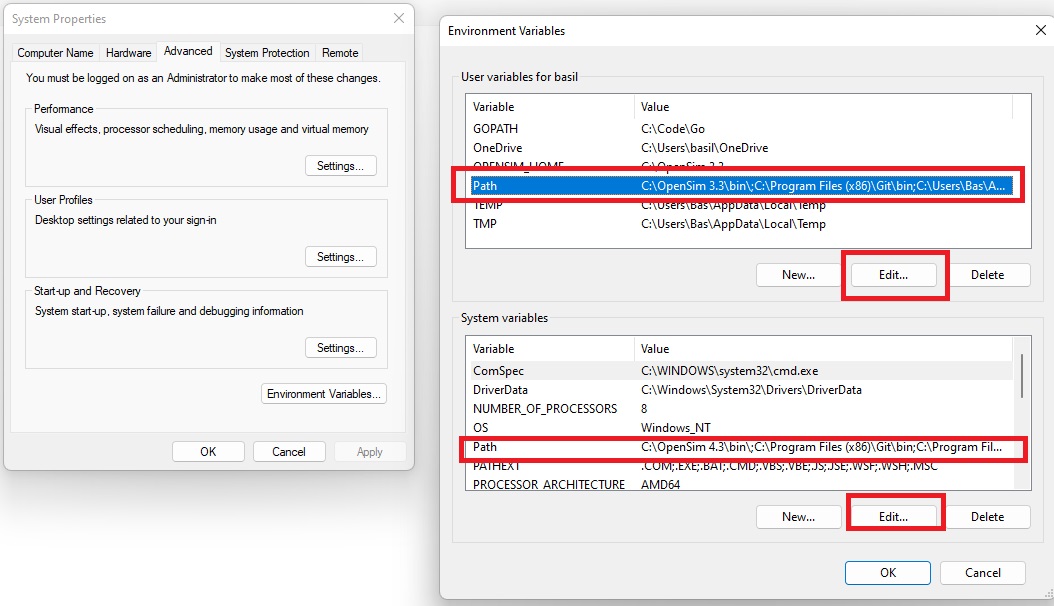 System Properties
Computer Name Hardware Advanced System Protection Remote
You must be logged on as an Administrator to make most of these changes.
Performance
Visual effects, processor scheduling, memory usage and virtual memory
Settings...
User Profiles
Desktop settings related to your sign-in
Settings...
Start-up and Recovery
System start-up, system failure and debugging information
Settings...
Environment Variables...
OK Cancel Apply
Environment Variables
User variables for basil
Variable Value
GOPATH C:\Code\Go
OneDrive C:\Users\basil\OneDrive
OPENSIM_HOME C:\OpenSim 3.3
Path C:\OpenSim 3.3\bin\;C:\Program Files (x86)\Git\bin;C:\Users\Bas\A...
TEMP C:\Users\Bas\AppData\Local\Temp
TMP C:\Users\Bas\AppData\Local\Temp
New... Edit... Delete
System variables
Variable Value
ComSpec C:\WINDOWS\system32\cmd.exe
DriverData C:\Windows\System32\Drivers\DriverData
NUMBER_OF_PROCESSORS 8
OS Windows_NT
Path C:\OpenSim 4.3\bin\;C:\Program Files (x86)\Git\bin;C:\Program Fil...
PATHEXT .COM;.EXE;.BAT;.CMD;.VBS;.VBE;.JS;.JSE;.WSF;.WSH;.MSC
PROCESSOR_ARCHITECTURE AMD64
New... Edit... Delete
OK Cancel